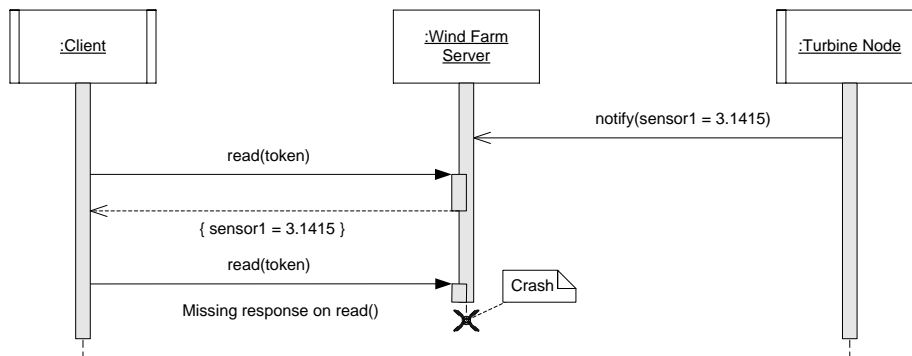 :Client
:Wind Farm
Server
:Turbine Node
notify(sensor1 = 3.1415)
read(token)
{ sensor1 = 3.1415 }
read(token)
Crash
Missing response on read()